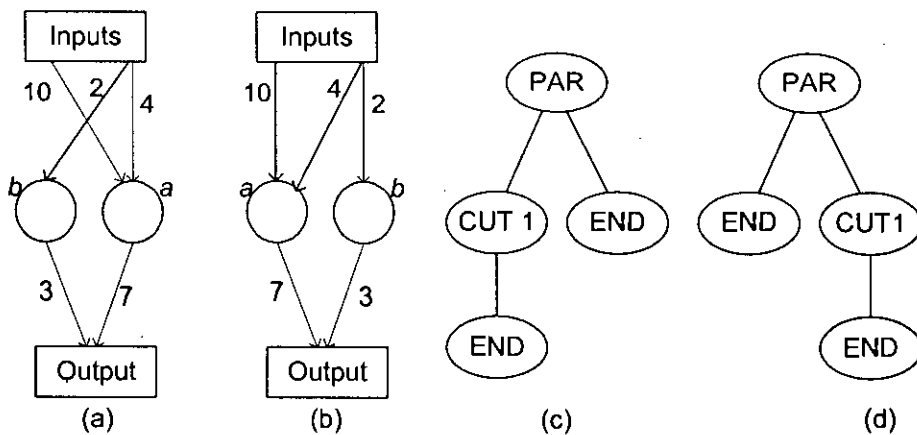 Inputs
10
2
4
b
a
3
7
Output
(a)
Inputs
10
4
2
a
b
7
3
Output
(b)
PAR
CUT 1
END
END
(c)
PAR
END
CUT1
END
(d)